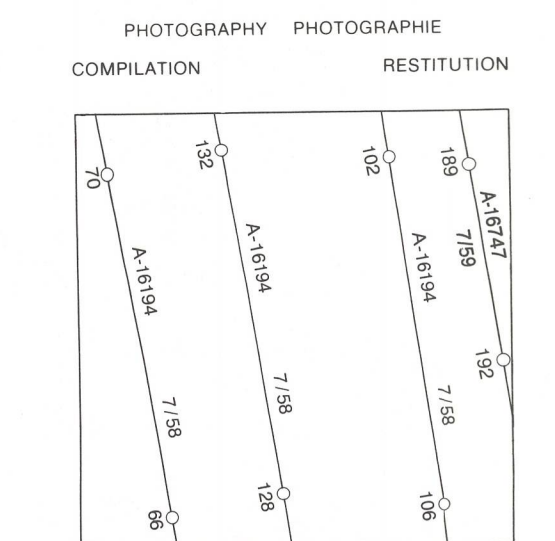 PHOTOGRAPHY PHOTOGRAPHIE
COMPILATION RESTITUTION
70
A-16194
7/58
66
132
A-16194
7/58
128
102
A-16194
7/58
106
189
A-16747
7/59
192